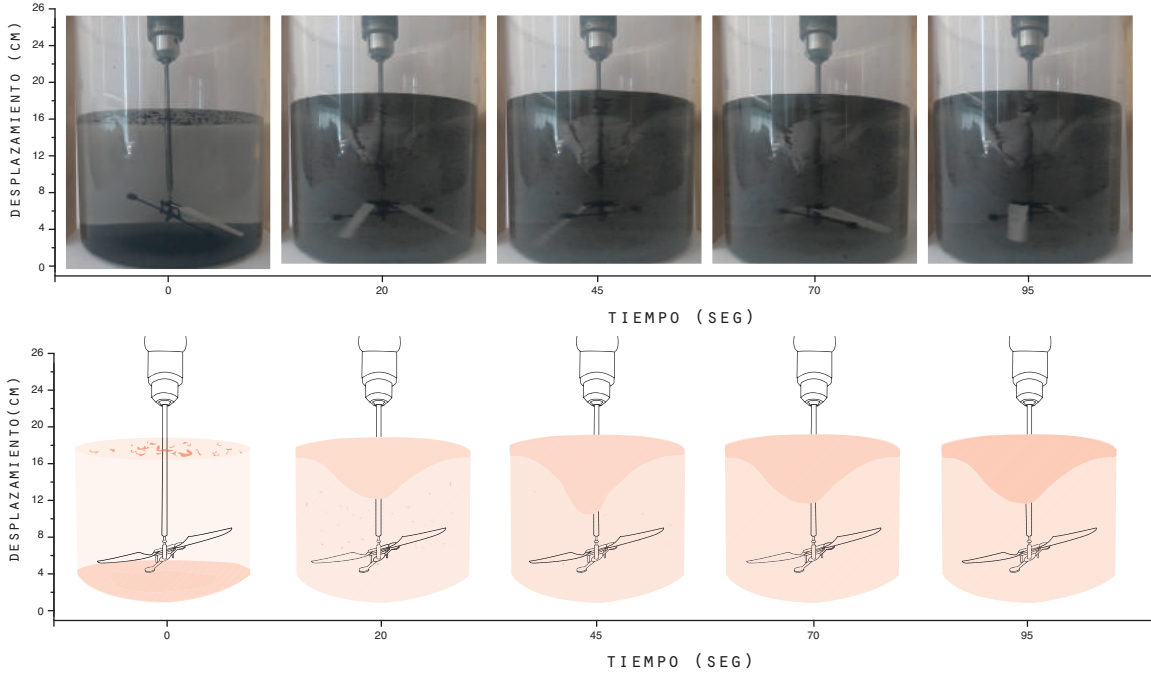 DESPLAZAMIENTO (CM)
26
24
20
16
12
8
4
0
0 20 45 70 95
TIEMPO (SEG)
DESPLAZAMIENTO(CM)
26
24
20
16
12
8
4
0
0 20 45 70 95
TIEMPO (SEG)